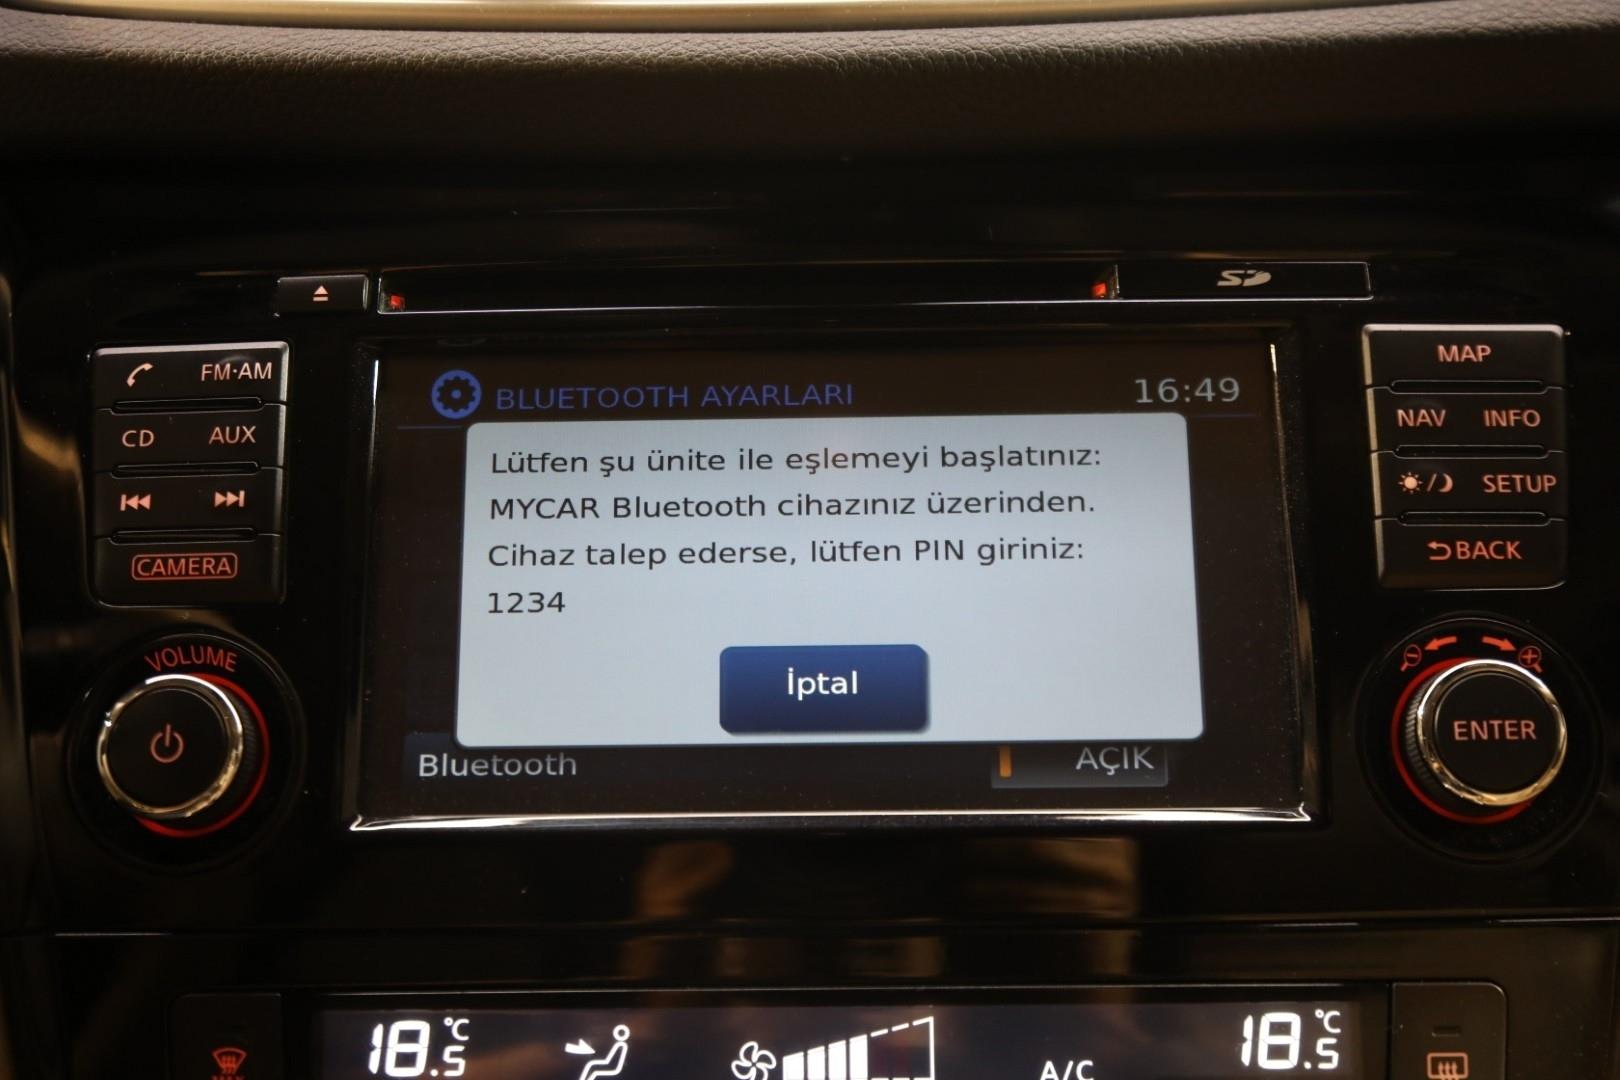 SD
FM·AM
CD AUX
CAMERA
VOLUME
BLUETOOTH AYARLARI 16:49
Lütfen şu ünite ile eşlemeyi başlatınız:
MYCAR Bluetooth cihazınız üzerinden.
Cihaz talep ederse, lütfen PIN giriniz:
1234
İptal
Bluetooth AÇIK
MAP
NAV INFO
SETUP
BACK
ENTER
18.5°C A/C 18.5°C